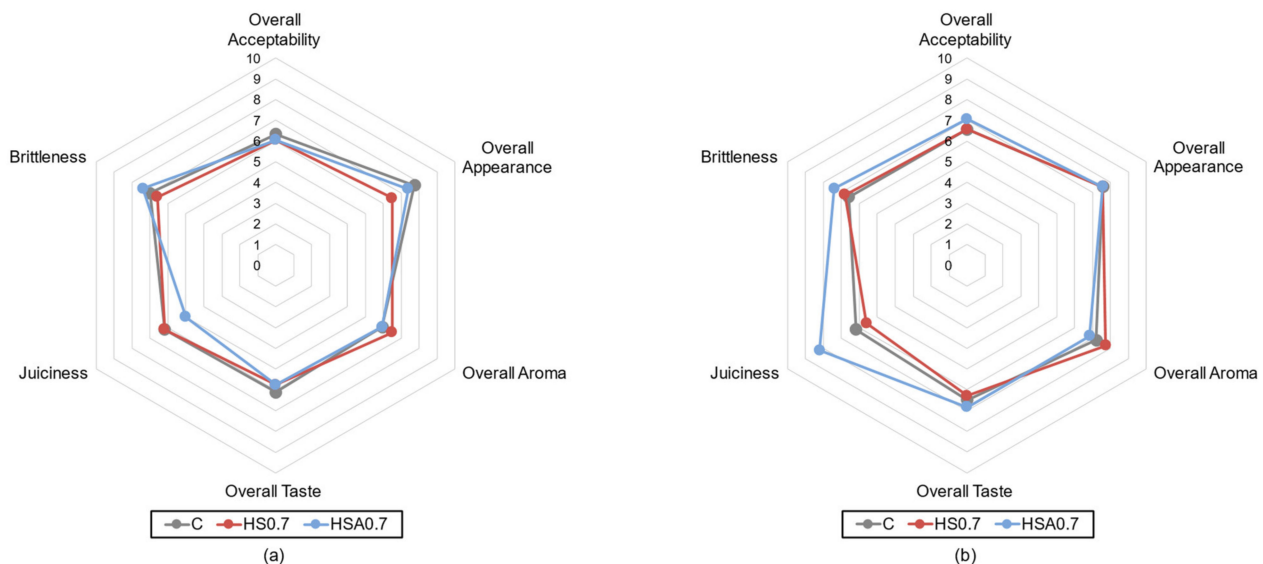 Overall
Acceptability
10
9
8
7
6
5
4
3
2
1
0
Overall
Appearance
Overall Aroma
Overall Taste
Juiciness
Brittleness
C HS0.7 HSA0.7
(a)
Overall
Acceptability
10
9
8
7
6
5
4
3
2
1
0
Overall
Appearance
Overall Aroma
Overall Taste
Juiciness
Brittleness
C HS0.7 HSA0.7
(b)